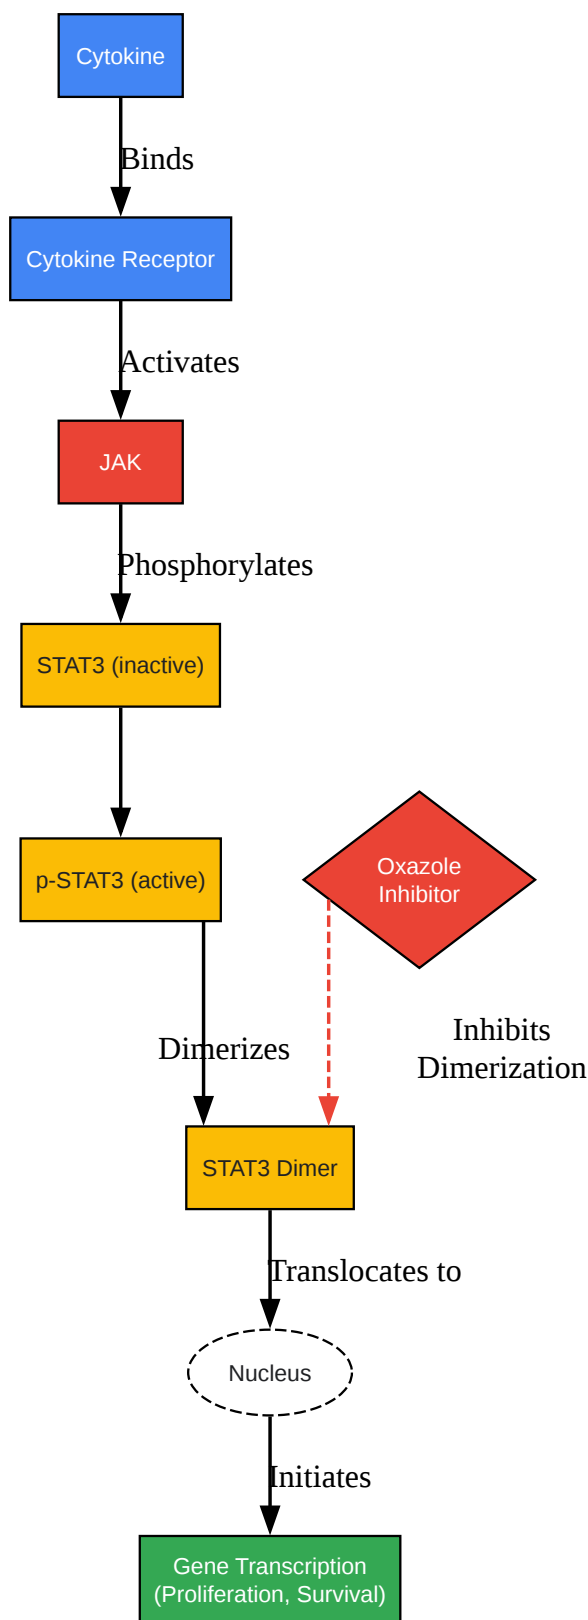 Cytokine
Binds
Cytokine Receptor
Activates
JAK
Phosphorylates
STAT3 (inactive)
p-STAT3 (active)
Oxazole
Inhibitor
Dimerizes
Inhibits
Dimerization
STAT3 Dimer
Translocates to
Nucleus
Initiates
Gene Transcription
(Proliferation, Survival)